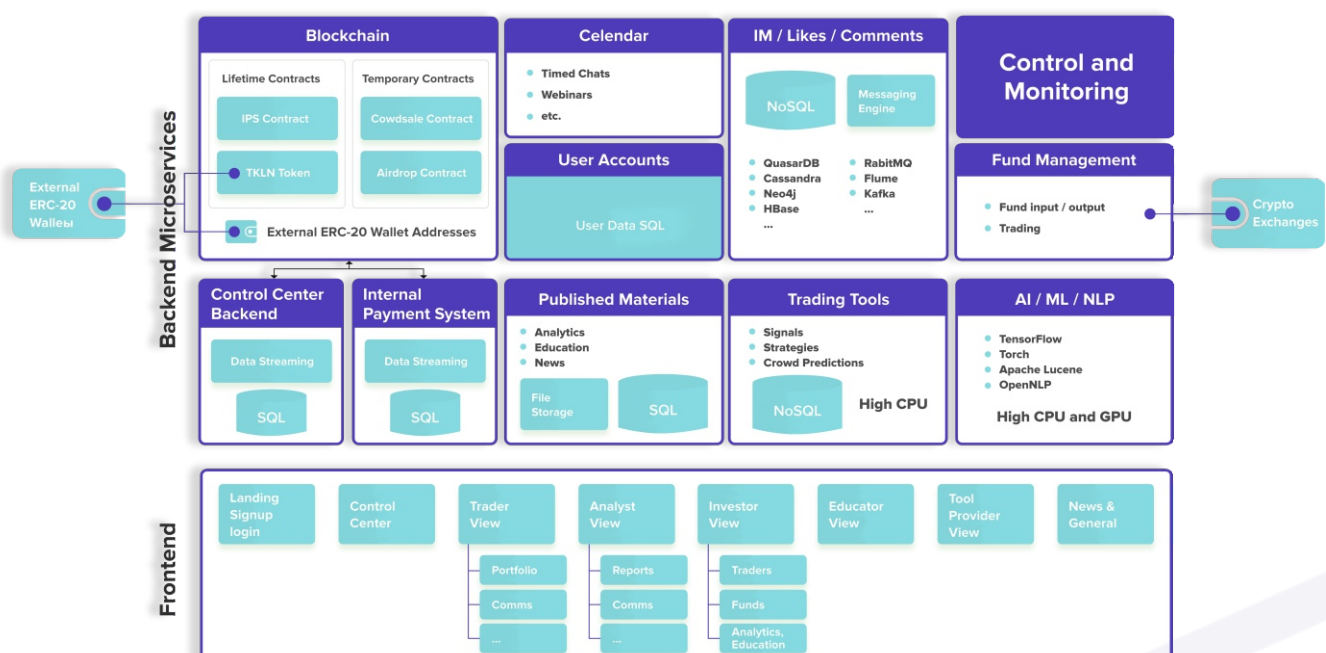 Backend Microservices
External
ERC-20
Walleы
Blockchain
Lifetime Contracts
IPS Contract
TKLN Token
Temporary Contracts
Cowdsale Contract
Airdrop Contract
External ERC-20 Wallet Addresses
Celendar
Timed Chats
Webinars
etc.
User Accounts
User Data SQL
IM / Likes / Comments
NoSQL
Messaging
Engine
QuasarDB
Cassandra
Neo4j
HBase
...
RabitMQ
Flume
Kafka
...
Control and
Monitoring
Fund Management
Fund input / output
Trading
Crypto
Exchanges
Control Center
Backend
Data Streaming
SQL
Internal
Payment System
Data Streaming
SQL
Published Materials
Analytics
Education
News
File
Storage
SQL
Trading Tools
Signals
Strategies
Crowd Predictions
NoSQL
High CPU
AI / ML / NLP
TensorFlow
Torch
Apache Lucene
OpenNLP
High CPU and GPU
Frontend
Landing
Signup
login
Control
Center
Trader
View
Portfolio
Comms
...
Analyst
View
Reports
Comms
...
Investor
View
Traders
Funds
Analytics,
Education
Educator
View
Tool
Provider
View
News &
General